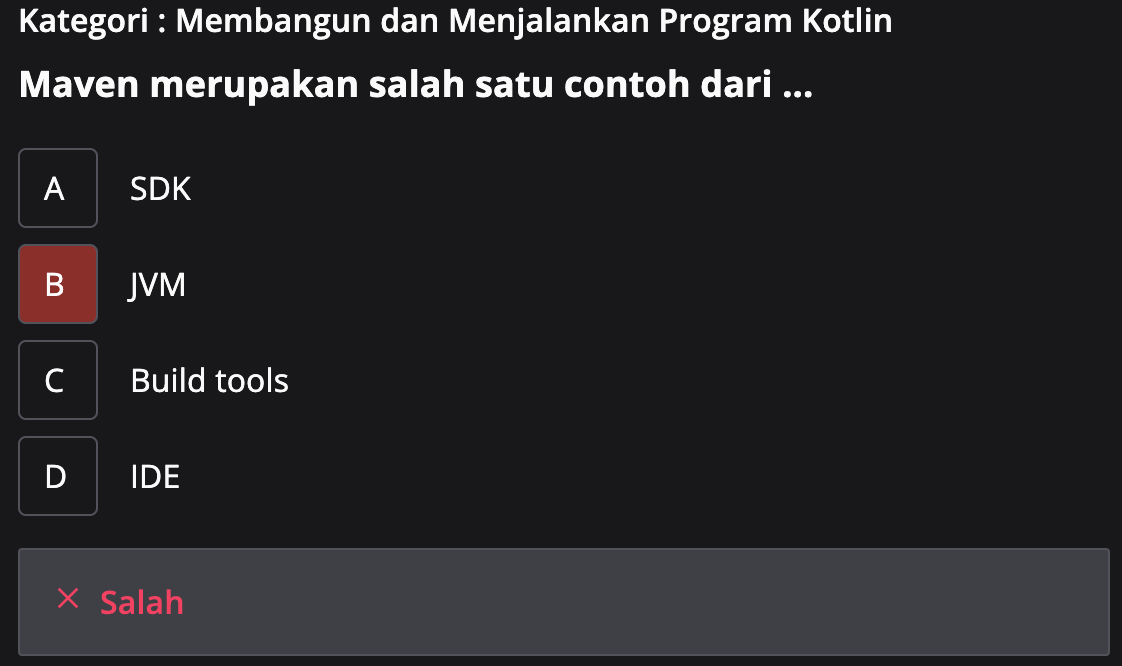 Kategori : Membangun dan Menjalankan Program Kotlin
Maven merupakan salah satu contoh dari ...
A SDK
B JVM
C Build tools
D IDE
× Salah